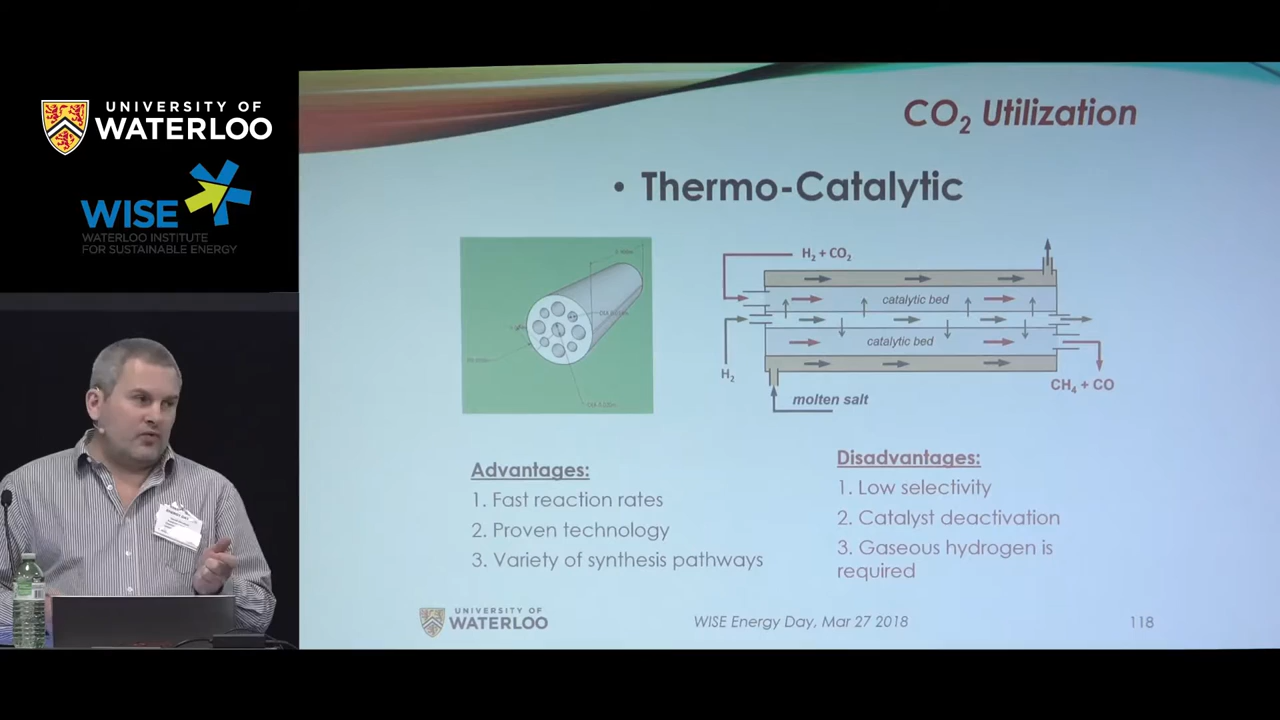 UNIVERSITY OF
WATERLOO
WISE
WATERLOO INSTITUTE
FOR SUSTAINABLE ENERGY
CO₂ Utilization
• Thermo-Catalytic
H₂ + CO₂
catalytic bed
catalytic bed
H₂
CH₄ + CO
molten salt
Advantages:
1. Fast reaction rates
2. Proven technology
3. Variety of synthesis pathways
Disadvantages:
1. Low selectivity
2. Catalyst deactivation
3. Gaseous hydrogen is
required
UNIVERSITY OF
WATERLOO
WISE Energy Day, Mar 27 2018
118